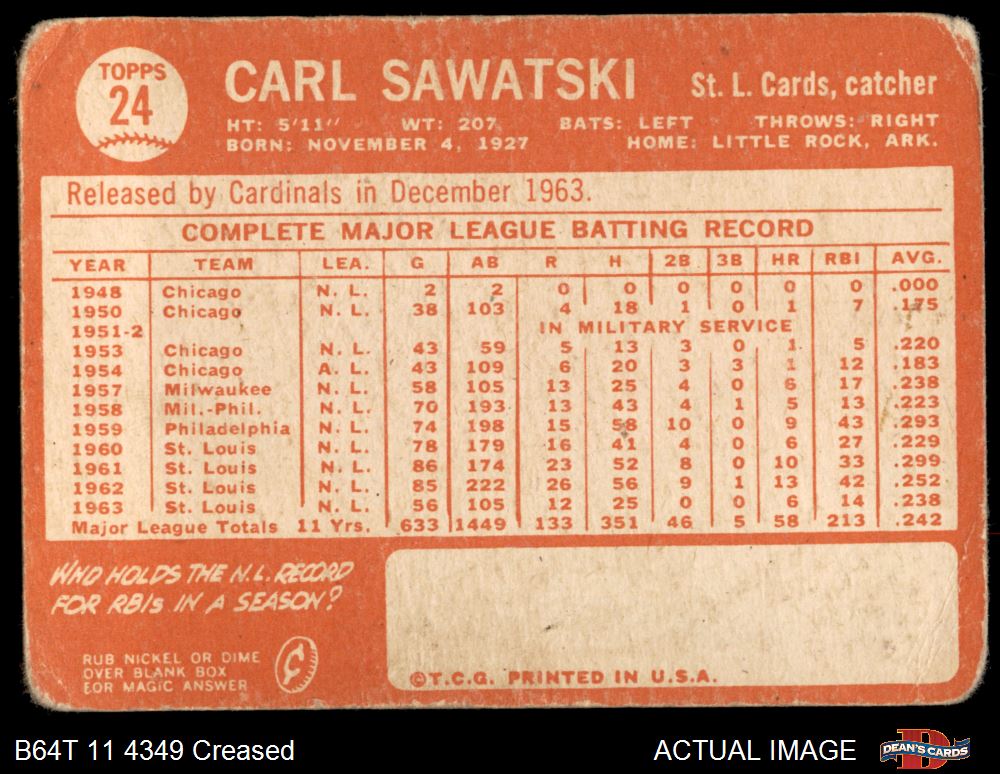 TOPPS
24
CARL SAWATSKI St. L. Cards, catcher
HT: 5'11" WT: 207 BATS: LEFT THROWS: RIGHT
BORN: NOVEMBER 4, 1927 HOME: LITTLE ROCK, ARK.
Released by Cardinals in December 1963.
COMPLETE MAJOR LEAGUE BATTING RECORD
YEAR TEAM LEA. G AB R H 2B 3B HR RBI AVG.
1948 Chicago N. L. 2 2 0 0 0 0 0 0 .000
1950 Chicago N. L. 38 103 4 18 1 0 1 7 .175
1951-2 IN MILITARY SERVICE
1953 Chicago N. L. 43 59 5 13 3 0 1 5 .220
1954 Chicago A. L. 43 109 6 20 3 3 1 12 .183
1957 Milwaukee N. L. 58 105 13 25 4 0 6 17 .238
1958 Mil.-Phil. N. L. 70 193 13 43 4 1 5 13 .223
1959 Philadelphia N. L. 74 198 15 58 10 0 9 43 .293
1960 St. Louis N. L. 78 179 16 41 4 0 6 27 .229
1961 St. Louis N. L. 86 174 23 52 8 0 10 33 .299
1962 St. Louis N. L. 85 222 26 56 9 1 13 42 .252
1963 St. Louis N. L. 56 105 12 25 0 0 6 14 .238
Major League Totals 11 Yrs. 633 1449 133 351 46 5 58 213 .242
WHO HOLDS THE N.L. RECORD
FOR RBIs IN A SEASON?
RUB NICKEL OR DIME
OVER BLANK BOX
FOR MAGIC ANSWER
¢
©T.C.G. PRINTED IN U.S.A.
B64T 11 4349 Creased ACTUAL IMAGE
DEAN'S CARDS